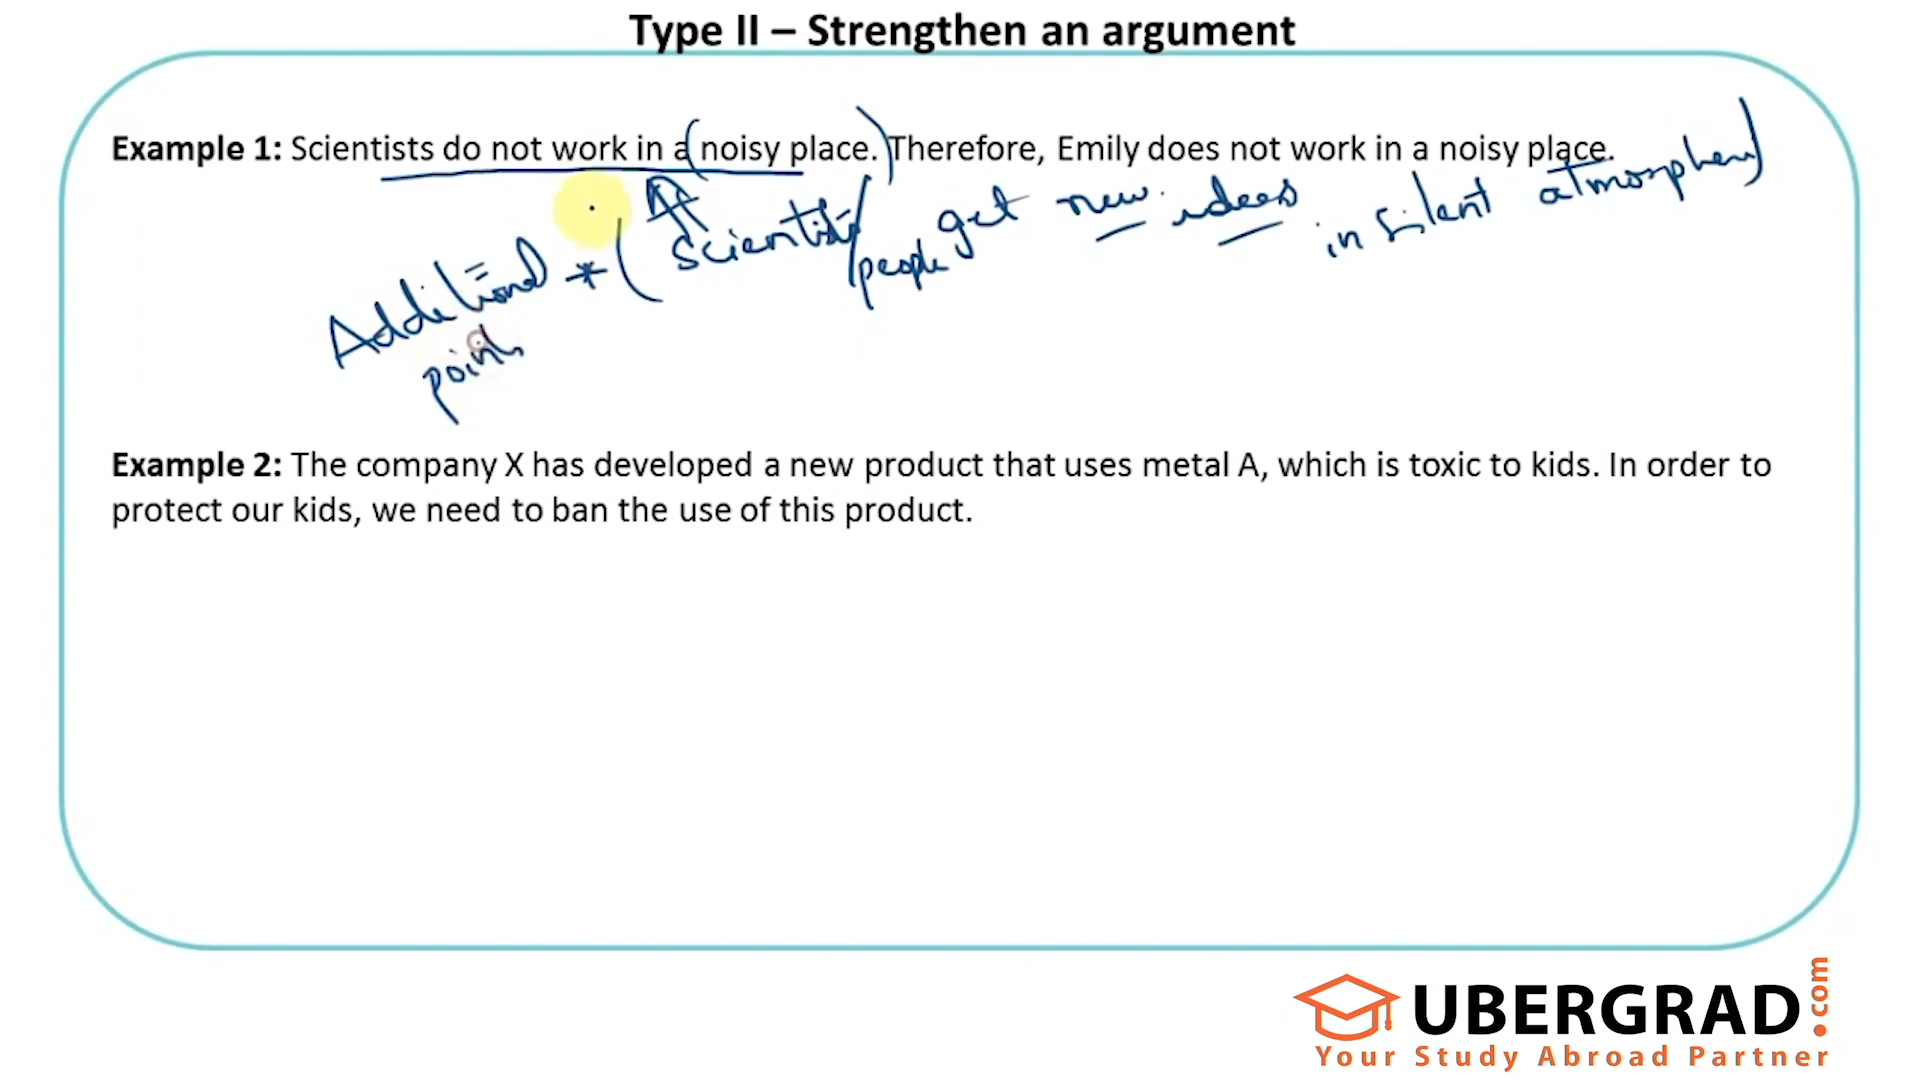 Type II – Strengthen an argument
Example 1: Scientists do not work in a (noisy place.) Therefore, Emily does not work in a noisy place.
Additional * ( Scientists/people get new ideas in silent atmosphere)
points
Example 2: The company X has developed a new product that uses metal A, which is toxic to kids. In order to
protect our kids, we need to ban the use of this product.
UBERGRAD.com
Your Study Abroad Partner